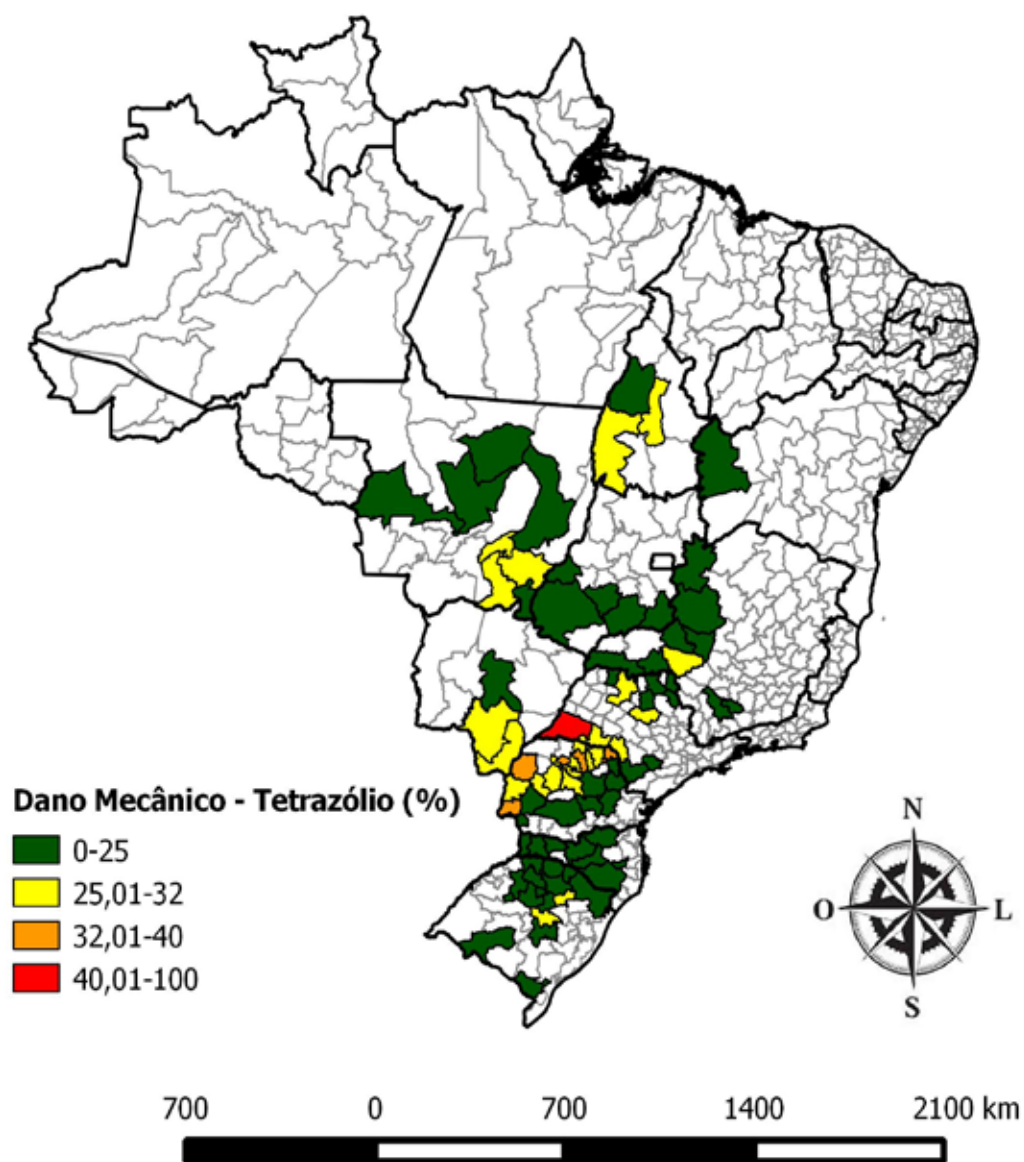 Dano Mecânico - Tetrazólio (%)
0-25
25,01-32
32,01-40
40,01-100
N
O
L
S
700 0 700 1400 2100 km